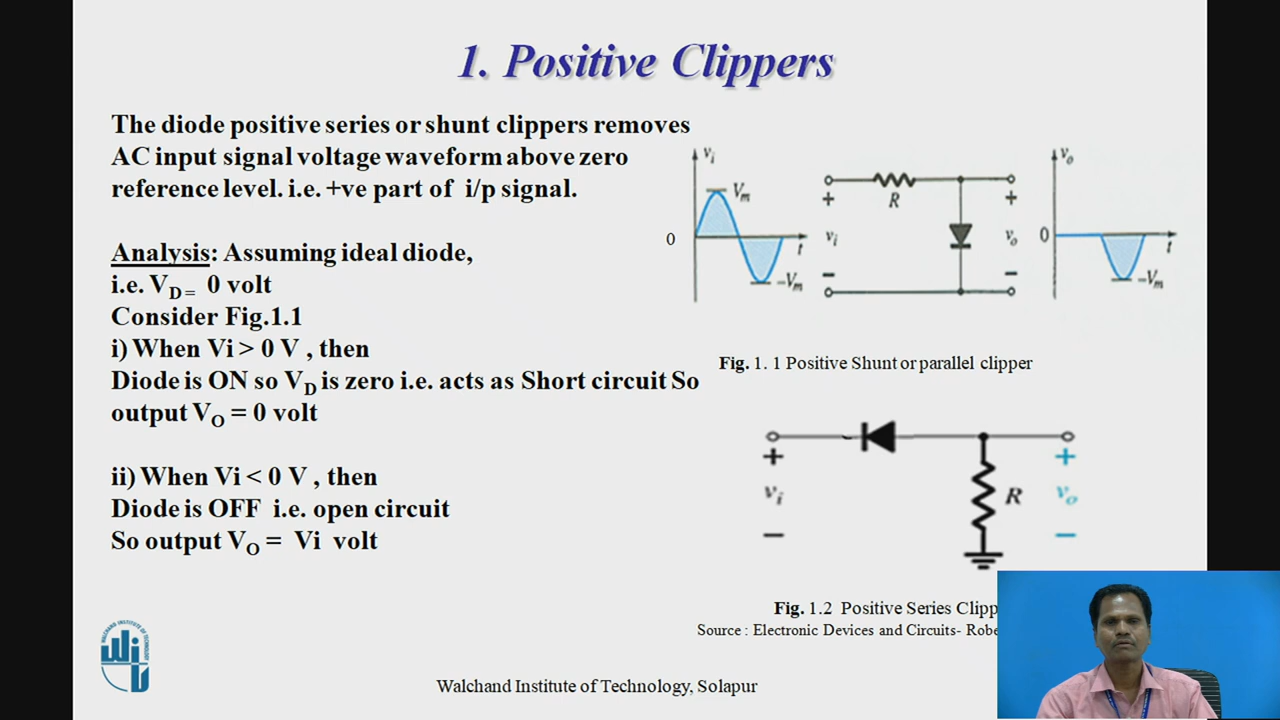 1. Positive Clippers
The diode positive series or shunt clippers removes
AC input signal voltage waveform above zero
reference level. i.e. +ve part of i/p signal.
Analysis: Assuming ideal diode,
i.e. VD = 0 volt
Consider Fig.1.1
i) When Vi > 0 V , then
Diode is ON so VD is zero i.e. acts as Short circuit So
output VO = 0 volt
ii) When Vi < 0 V , then
Diode is OFF i.e. open circuit
So output VO = Vi volt
vi
Vm
0
t
-Vm
+
R
+
vi
vo
−
−
vo
0
t
-Vm
Fig. 1. 1 Positive Shunt or parallel clipper
+
vi
−
R
+
vo
−
Fig. 1.2 Positive Series Clipp
Source : Electronic Devices and Circuits- Robe
WALCHAND INSTITUTE OF TECHNOLOGY
WIT
Walchand Institute of Technology, Solapur